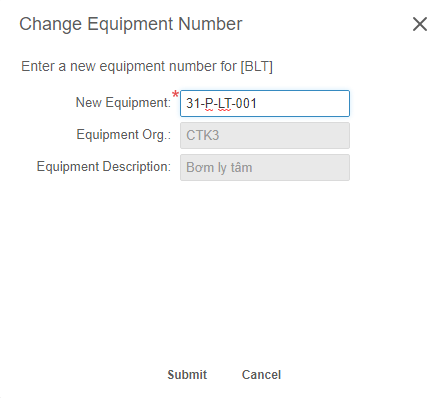 Change Equipment Number
Enter a new equipment number for [BLT]
New Equipment:* 31-P-LT-001
Equipment Org.: CTK3
Equipment Description: Bơm ly tâm
Submit Cancel